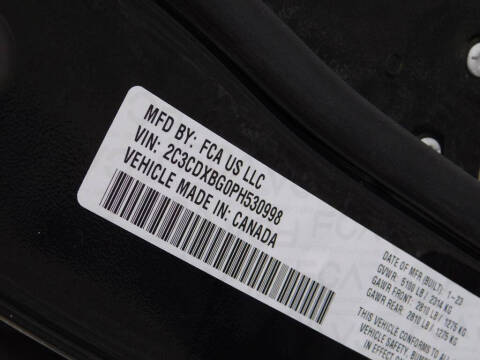 MFD BY: FCA US LLC
VIN: 2C3CDXBG0PH530998
VEHICLE MADE IN: CANADA
DATE OF MFR (BUILT): 1-23
GVWR: 5100 LB / 2314 KG
GAWR FRONT: 2810 LB / 1275 KG
GAWR REAR: 2810 LB / 1275 KG
THIS VEHICLE CONFORMS TO ALL
IN EFFECT